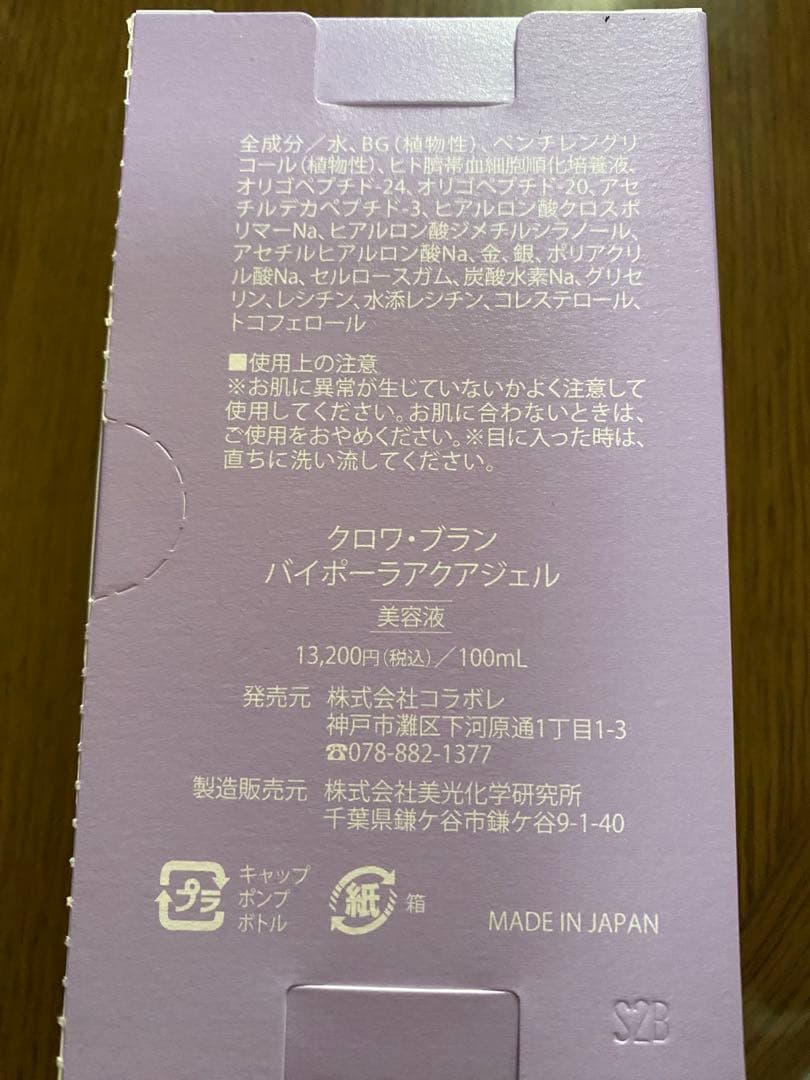 全成分／水、BG(植物性)、ペンチレングリ
コール(植物性)、ヒト臍帯血細胞順化培養液、
オリゴペプチド-24、オリゴペプチド-20、アセ
チルデカペプチド-3、ヒアルロン酸クロスポ
リマーNa、ヒアルロン酸ジメチルシラノール、
アセチルヒアルロン酸Na、金、銀、ポリアクリ
ル酸Na、セルロースガム、炭酸水素Na、グリセ
リン、レシチン、水添レシチン、コレステロール、
トコフェロール
■使用上の注意
※お肌に異常が生じていないかよく注意して
使用してください。お肌に合わないときは、
ご使用をおやめください。※目に入った時は、
直ちに洗い流してください。
クロワ・ブラン
バイポーラアクアジェル
美容液
13,200円(税込)／100mL
発売元 株式会社コラボレ
神戸市灘区下河原通1丁目1-3
☎078-882-1377
製造販売元 株式会社美光化学研究所
千葉県鎌ケ谷市鎌ケ谷9-1-40
プラ キャップ
ポンプ
ボトル
紙 箱
MADE IN JAPAN
S2B